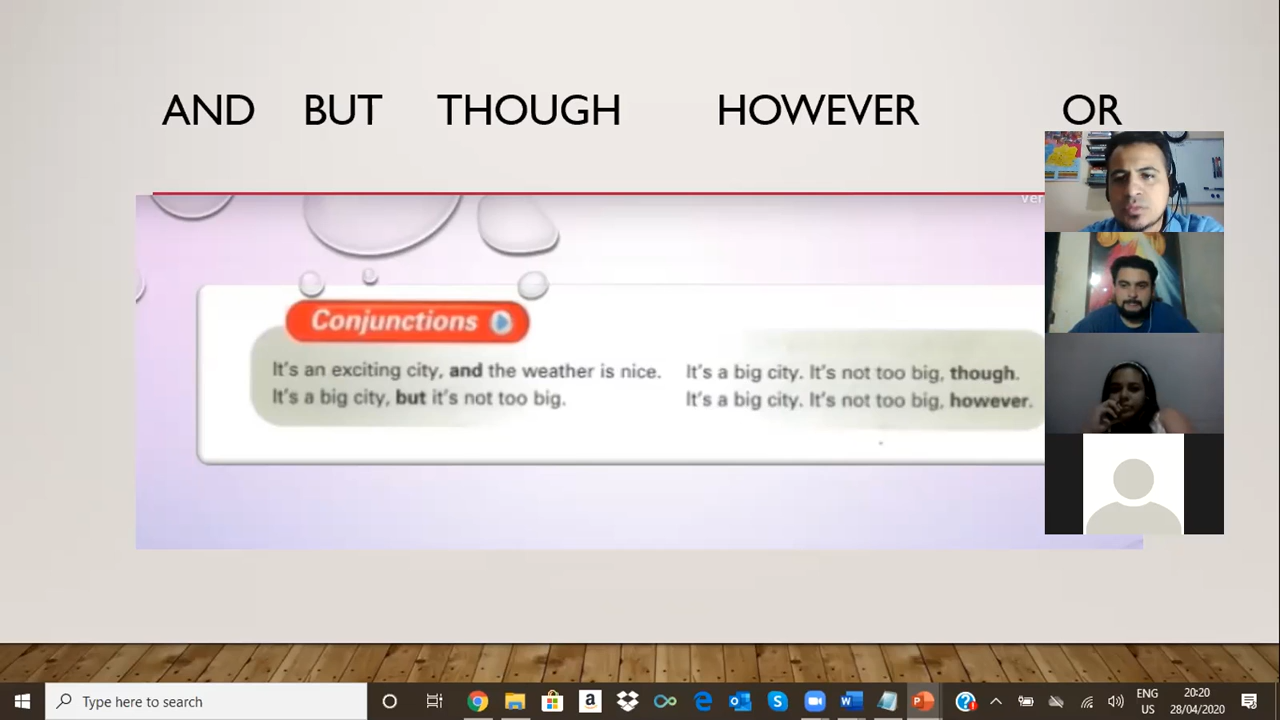 AND BUT THOUGH HOWEVER OR
Ver
Conjunctions
It's an exciting city, and the weather is nice.
It's a big city, but it's not too big.
It's a big city. It's not too big, though.
It's a big city. It's not too big, however.
Type here to search
ENG
US
20:20
28/04/2020